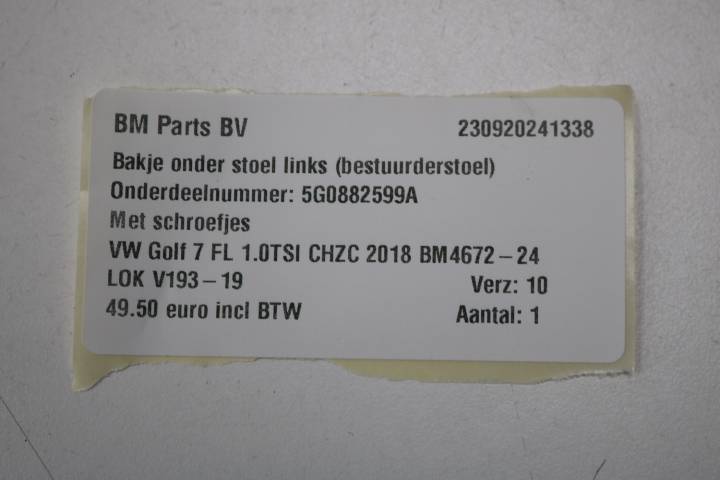 BM Parts BV 230920241338
Bakje onder stoel links (bestuurderstoel)
Onderdeelnummer: 5G0882599A
Met schroefjes
VW Golf 7 FL 1.0TSI CHZC 2018 BM4672-24
LOK V193-19 Verz: 10
49.50 euro incl BTW Aantal: 1